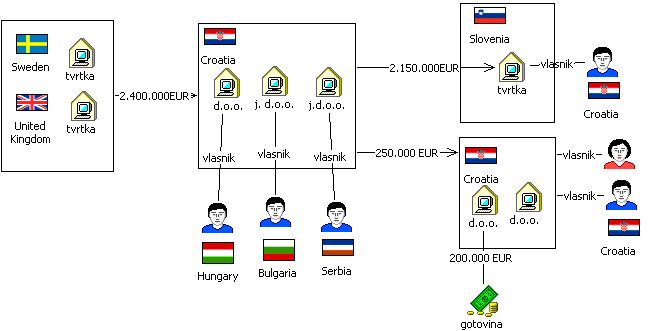 Sweden
tvrtka
United
Kingdom
tvrtka
2.400.000EUR
Croatia
d.o.o.
j. d.o.o.
j.d.o.o.
vlasnik
vlasnik
vlasnik
Hungary
Bulgaria
Serbia
2.150.000EUR
Slovenia
tvrtka
vlasnik
Croatia
250.000 EUR
Croatia
d.o.o.
d.o.o.
vlasnik
vlasnik
Croatia
200.000 EUR
gotovina